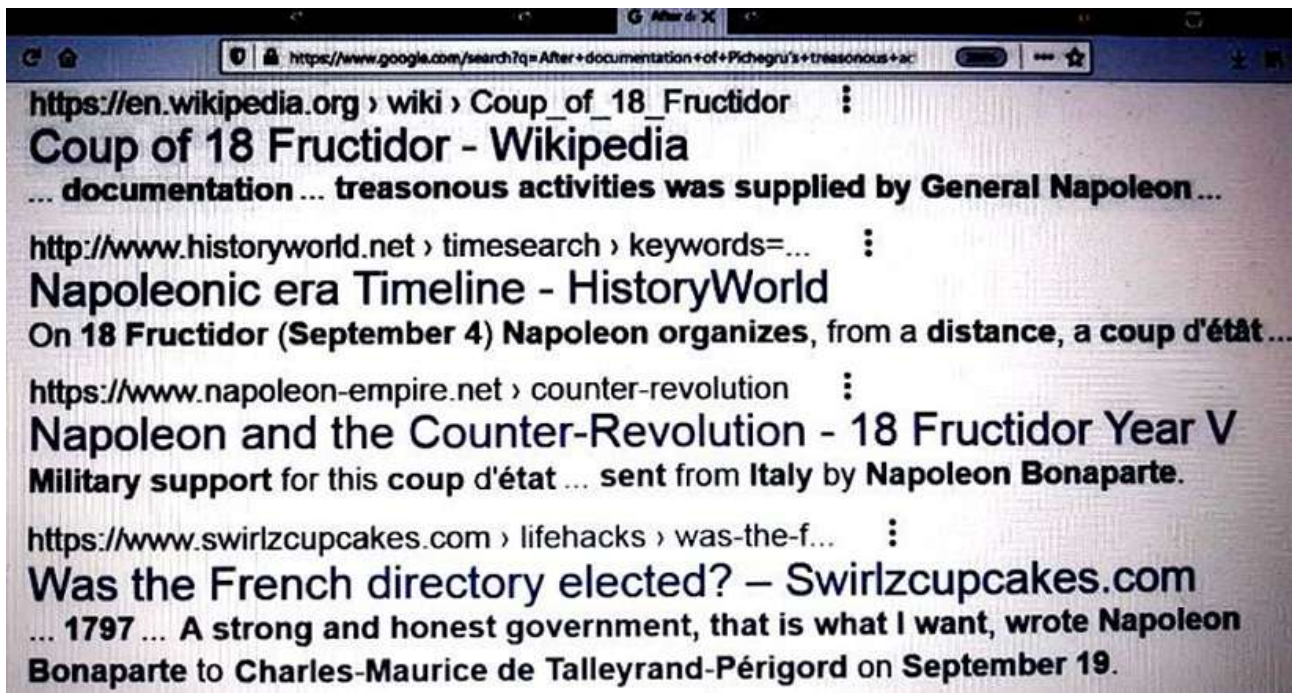 G After d X
https://www.google.com/search?q=After+documentation+of+Pichegru's+treasonous+ac
https://en.wikipedia.org › wiki › Coup_of_18_Fructidor
Coup of 18 Fructidor - Wikipedia
... documentation ... treasonous activities was supplied by General Napoleon ...
http://www.historyworld.net › timesearch › keywords=...
Napoleonic era Timeline - HistoryWorld
On 18 Fructidor (September 4) Napoleon organizes, from a distance, a coup d'étât ...
https://www.napoleon-empire.net › counter-revolution
Napoleon and the Counter-Revolution - 18 Fructidor Year V
Military support for this coup d'état ... sent from Italy by Napoleon Bonaparte.
https://www.swirlzcupcakes.com › lifehacks › was-the-f...
Was the French directory elected? – Swirlzcupcakes.com
... 1797 ... A strong and honest government, that is what I want, wrote Napoleon
Bonaparte to Charles-Maurice de Talleyrand-Périgord on September 19.